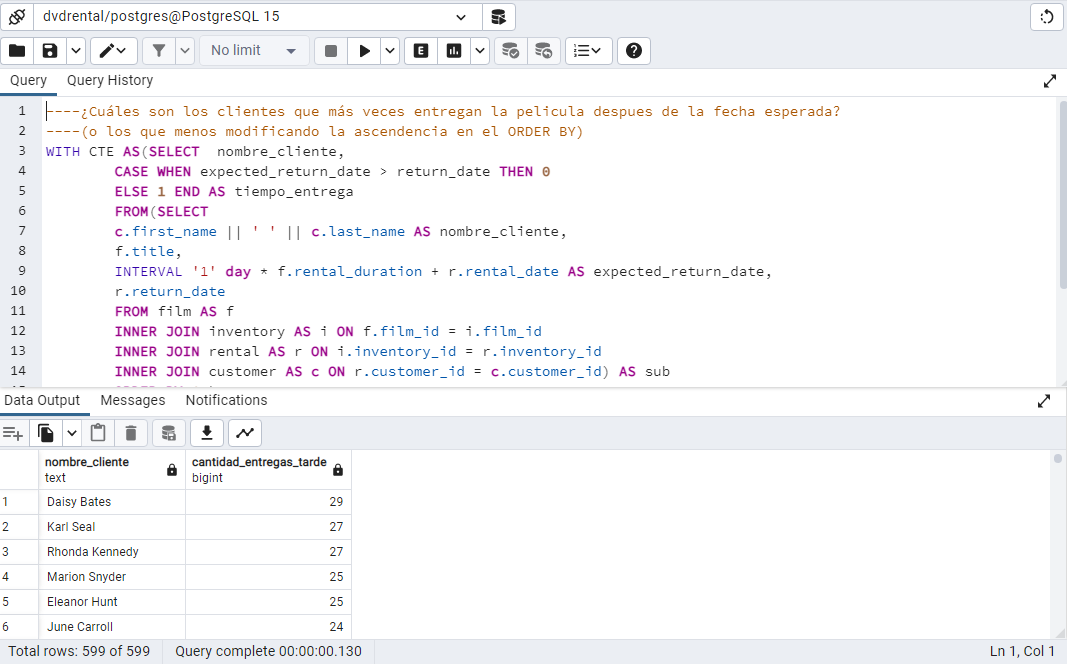 dvdrental/postgres@PostgreSQL 15
No limit
E
Query Query History
1 ----¿Cuáles son los clientes que más veces entregan la pelicula despues de la fecha esperada?
2 ----(o los que menos modificando la ascendencia en el ORDER BY)
3 WITH CTE AS(SELECT  nombre_cliente,
4 CASE WHEN expected_return_date > return_date THEN 0
5 ELSE 1 END AS tiempo_entrega
6 FROM(SELECT
7 c.first_name || ' ' || c.last_name AS nombre_cliente,
8 f.title,
9 INTERVAL '1' day * f.rental_duration + r.rental_date AS expected_return_date,
10 r.return_date
11 FROM film AS f
12 INNER JOIN inventory AS i ON f.film_id = i.film_id
13 INNER JOIN rental AS r ON i.inventory_id = r.inventory_id
14 INNER JOIN customer AS c ON r.customer_id = c.customer_id) AS sub
Data Output Messages Notifications
nombre_cliente cantidad_entregas_tarde
text bigint
1 Daisy Bates 29
2 Karl Seal 27
3 Rhonda Kennedy 27
4 Marion Snyder 25
5 Eleanor Hunt 25
6 June Carroll 24
Total rows: 599 of 599 Query complete 00:00:00.130 Ln 1, Col 1